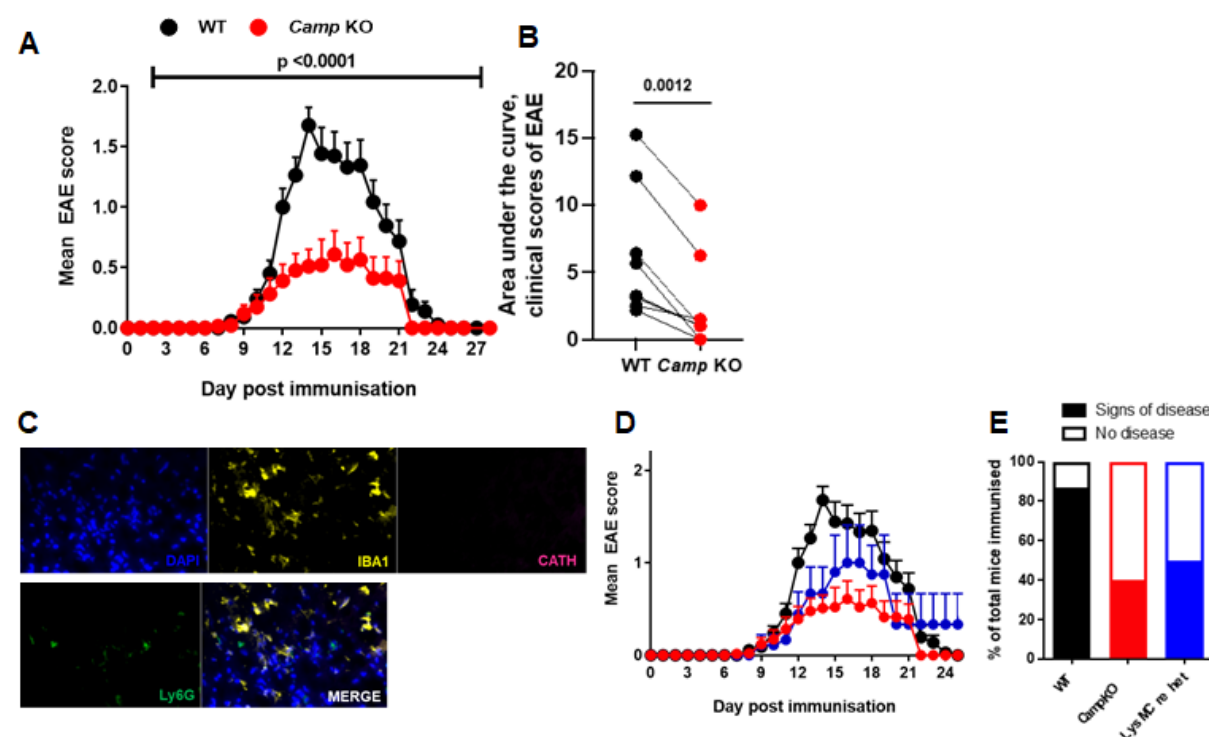 A
WT
Camp KO
p <0.0001
Mean EAE score
2.0
1.5
1.0
0.5
0.0
0 3 6 9 12 15 18 21 24 27
Day post immunisation
B
Area under the curve,
clinical scores of EAE
20
15
10
5
0
0.0012
WT Camp KO
C
DAPI
IBA1
CATH
Ly6G
MERGE
D
Mean EAE score
2
1
0
0 3 6 9 12 15 18 21 24
Day post immunisation
E
Signs of disease
No disease
% of total mice immunised
100
80
60
40
20
0
WT
CampKO
LysMCre het